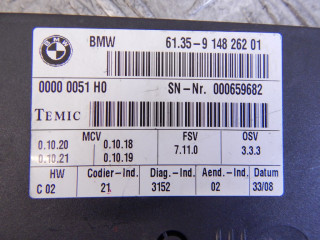 BMW 61.35-9 148 262 01
0000 0051 H0 SN-Nr. 000659682
TEMIC
MCV FSV OSV
0.10.20 0.10.18 7.11.0 3.3.3
0.10.21 0.10.19
HW Codier-Ind. Diag.-Ind. Aend.-Ind. Datum
C 02 21 3152 02 33/08